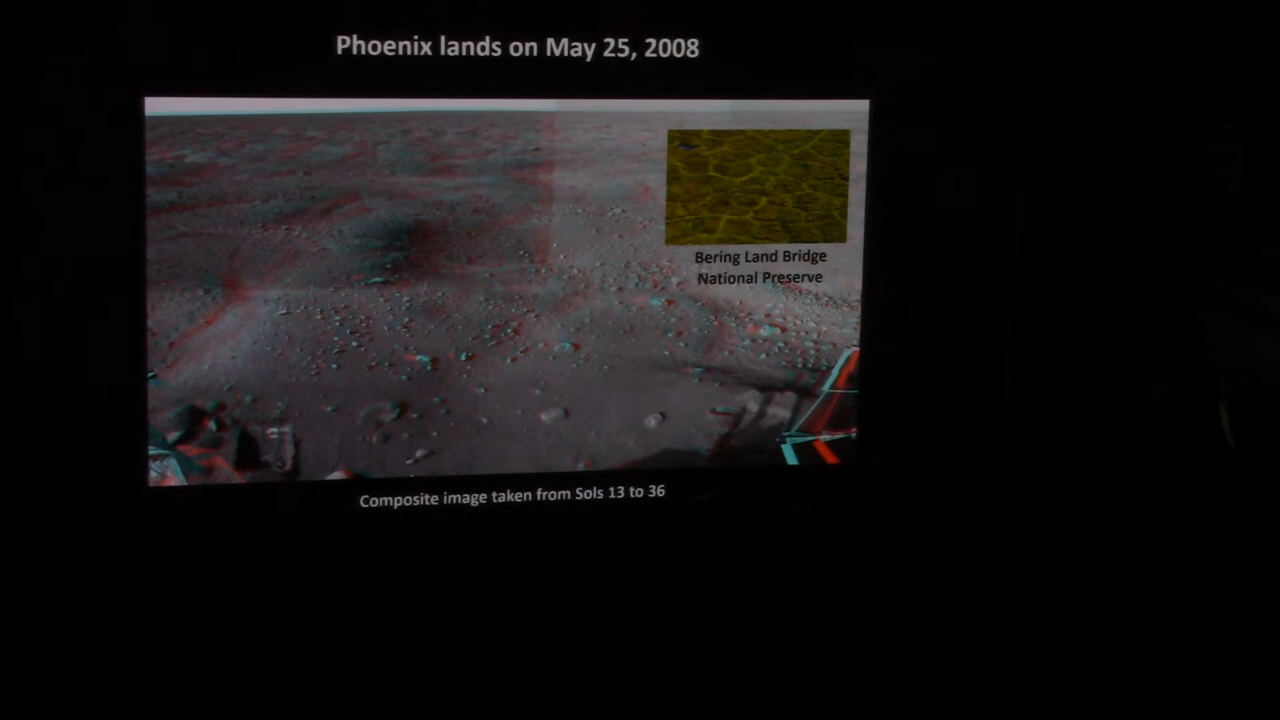 Phoenix lands on May 25, 2008
Bering Land Bridge
National Preserve
Composite image taken from Sols 13 to 36